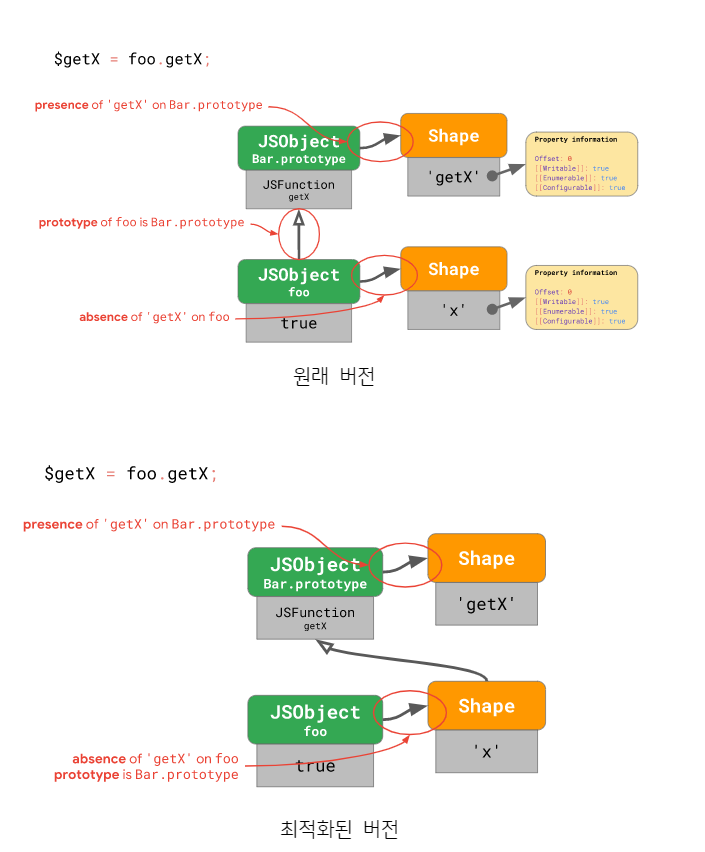 $getX = foo.getX;
presence of 'getX' on Bar.prototype
JSObject
Bar.prototype
JSFunction
getX
Shape
'getX'
Property information
Offset: 0
[[Writable]]: true
[[Enumerable]]: true
[[Configurable]]: true
prototype of foo is Bar.prototype
JSObject
foo
true
Shape
'x'
Property information
Offset: 0
[[Writable]]: true
[[Enumerable]]: true
[[Configurable]]: true
absence of 'getX' on foo
원래 버전
$getX = foo.getX;
presence of 'getX' on Bar.prototype
JSObject
Bar.prototype
JSFunction
getX
Shape
'getX'
JSObject
foo
true
Shape
'x'
absence of 'getX' on foo
prototype is Bar.prototype
최적화된 버전